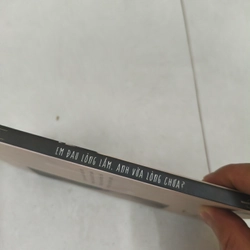 EM ĐAU LÒNG LẮM, ANH VỪA LÒNG CHƯA?